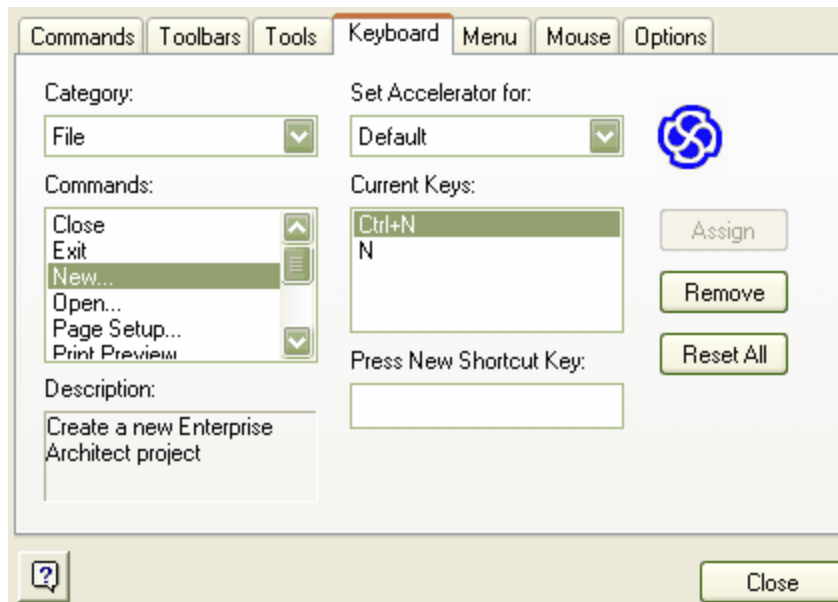 Commands Toolbars Tools Keyboard Menu Mouse Options
Category:
File
Commands:
Close
Exit
New...
Open...
Page Setup...
Print Preview
Description:
Create a new Enterprise
Architect project
Set Accelerator for:
Default
Current Keys:
Ctrl+N
N
Press New Shortcut Key:
Assign
Remove
Reset All
?
Close